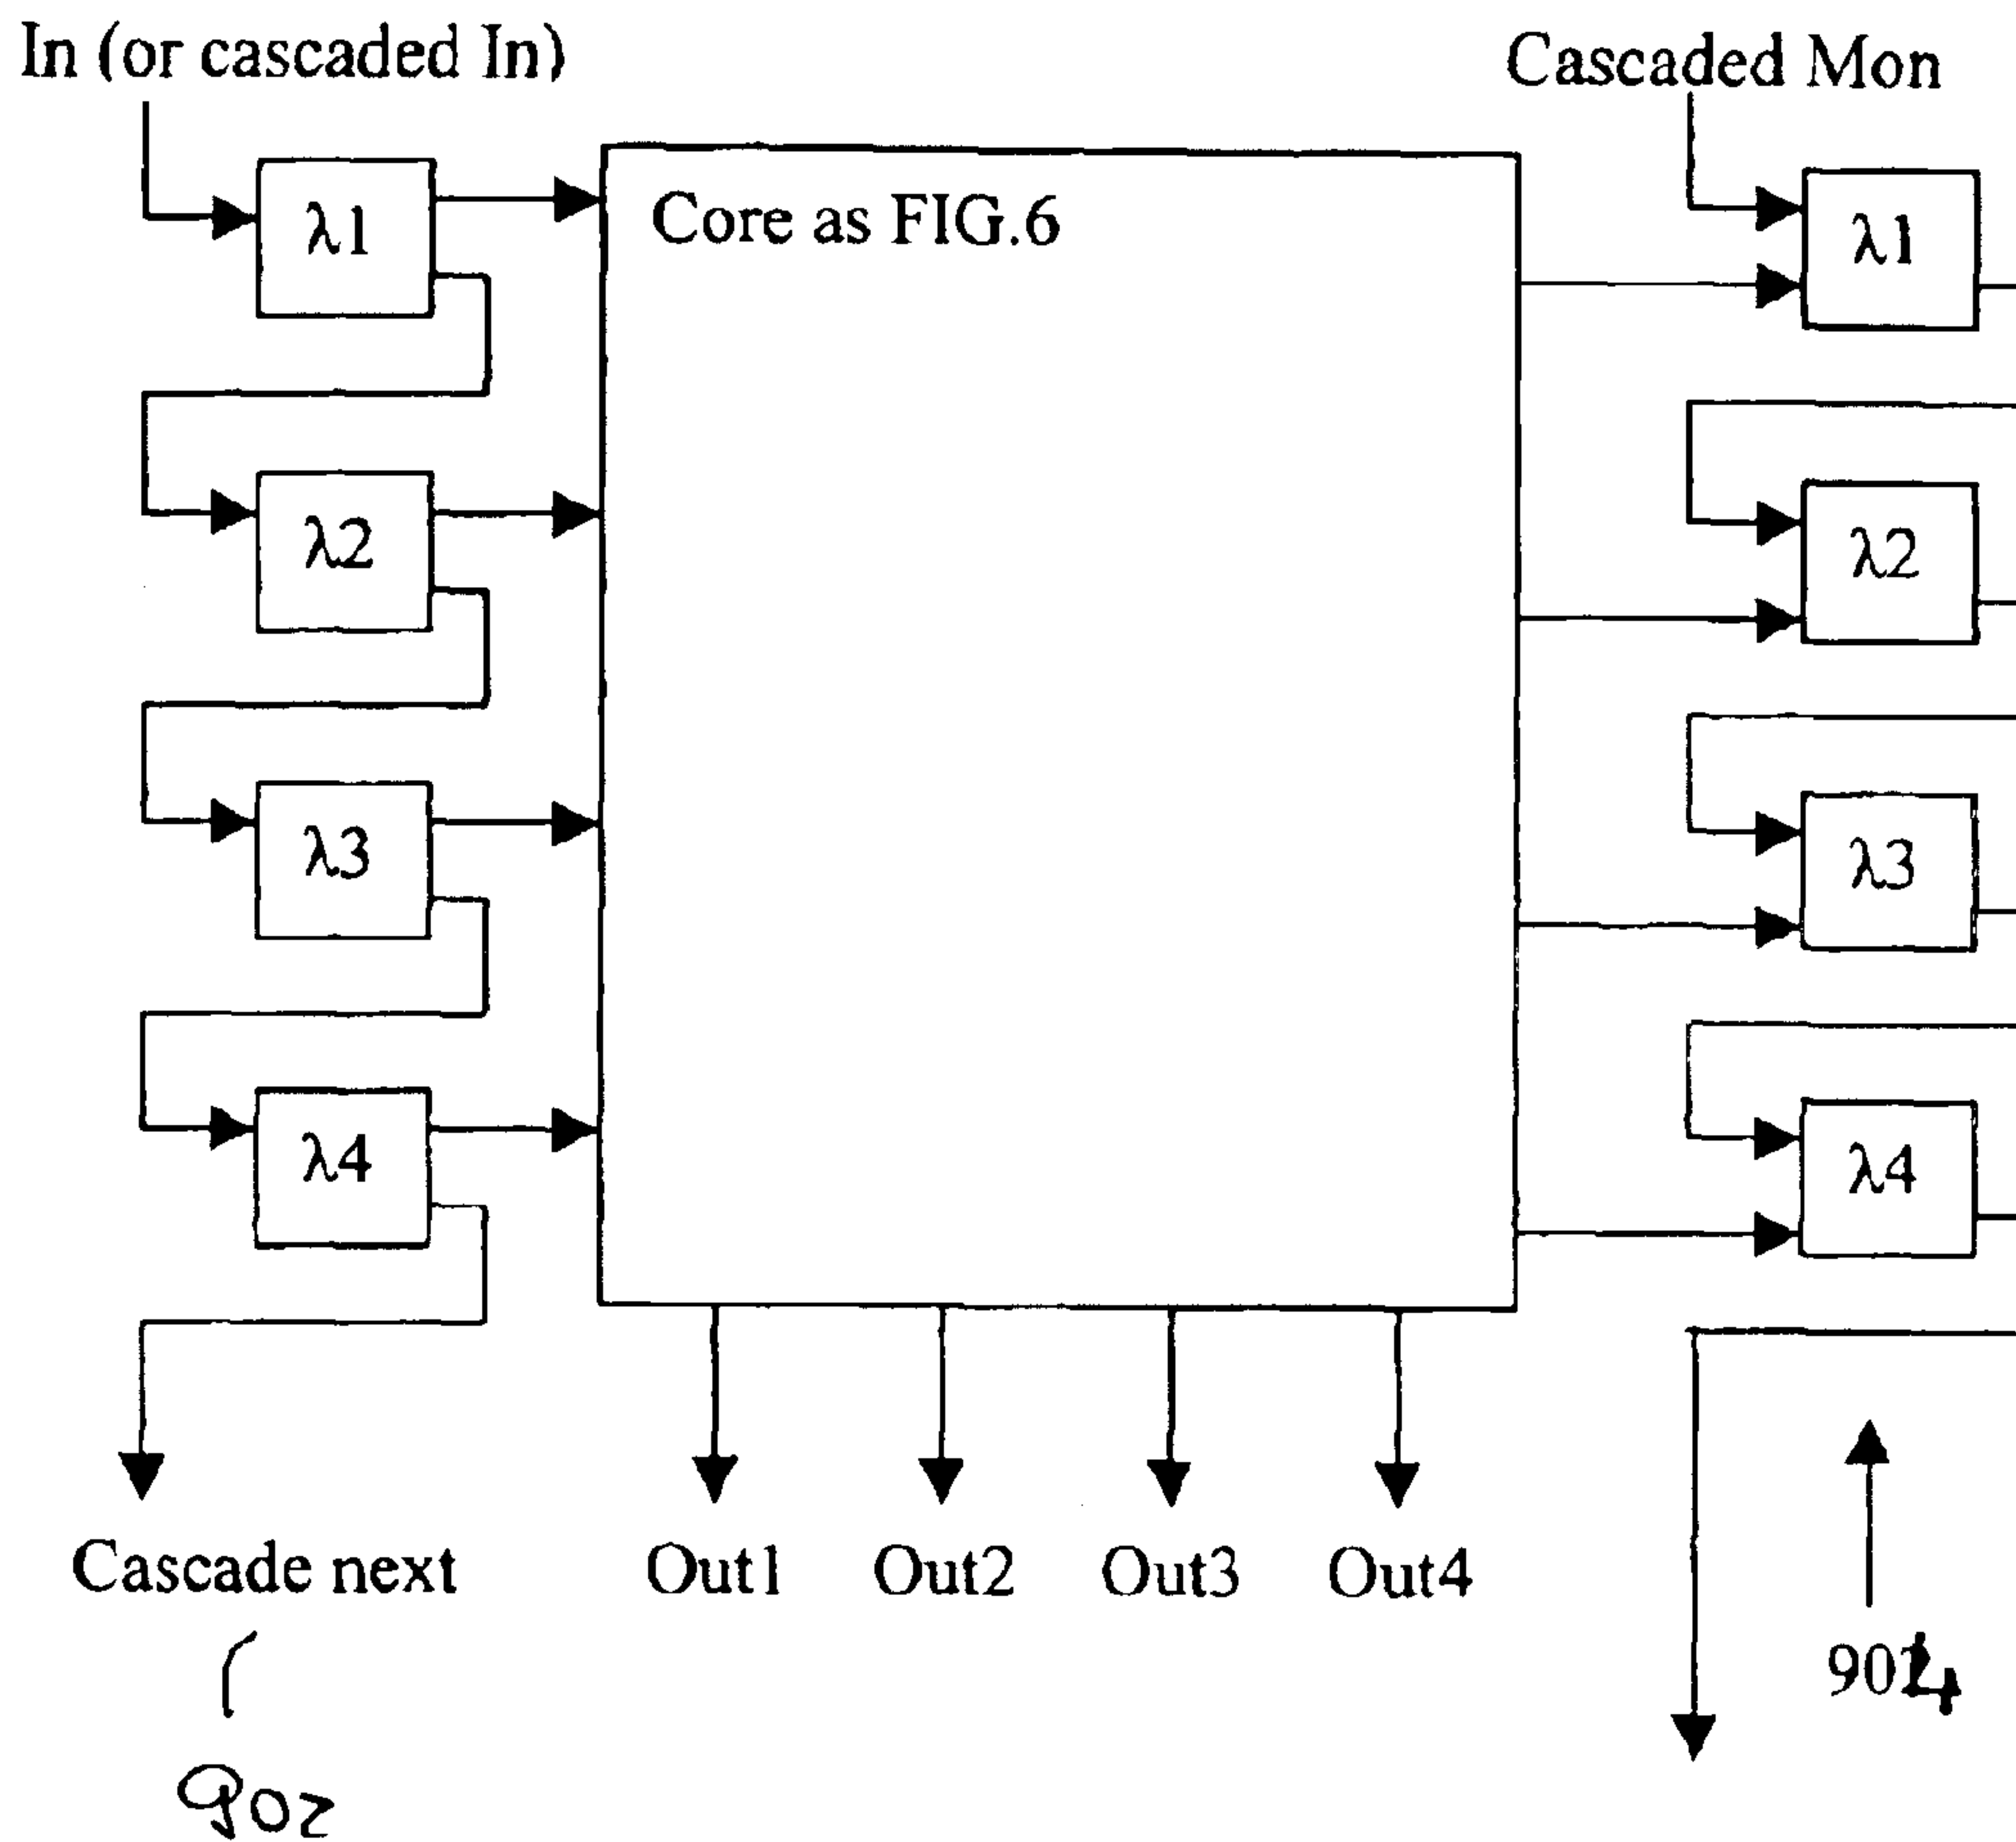 In (or cascaded In)
Cascaded Mon
Core as FIG.6
λ1
λ2
λ3
λ4
λ1
λ2
λ3
λ4
Cascade next
Out1
Out2
Out3
Out4
904
902